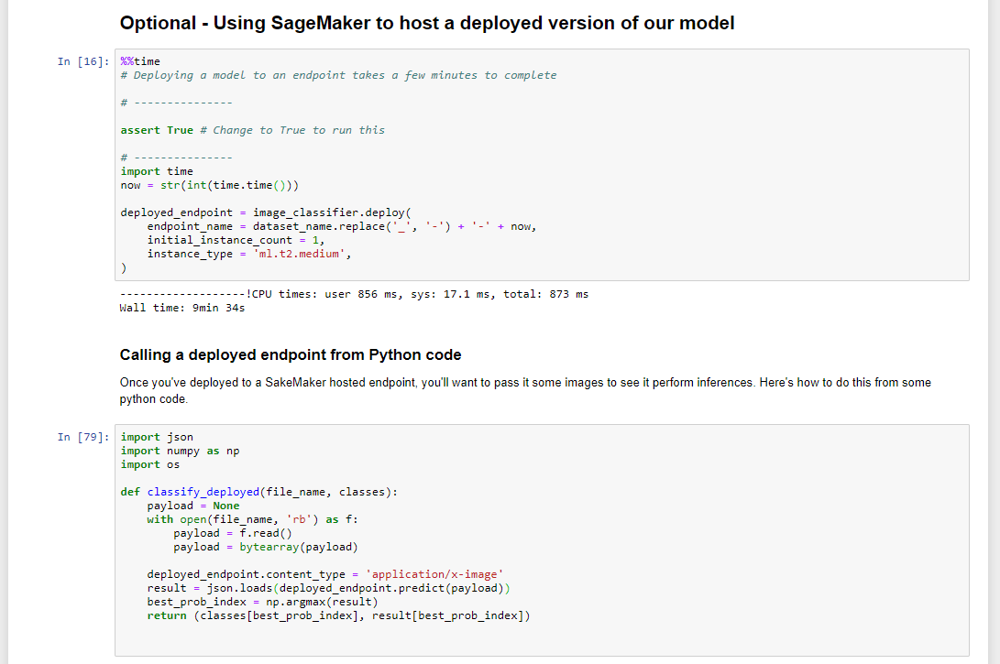 Optional - Using SageMaker to host a deployed version of our model
In [16]: %%time
# Deploying a model to an endpoint takes a few minutes to complete
# ---------------
assert True # Change to True to run this
# ---------------
import time
now = str(int(time.time()))
deployed_endpoint = image_classifier.deploy(
    endpoint_name = dataset_name.replace('_', '-') + '-' + now,
    initial_instance_count = 1,
    instance_type = 'ml.t2.medium',
)
-------------------!CPU times: user 856 ms, sys: 17.1 ms, total: 873 ms
Wall time: 9min 34s
Calling a deployed endpoint from Python code
Once you've deployed to a SakeMaker hosted endpoint, you'll want to pass it some images to see it perform inferences. Here's how to do this from some
python code.
In [79]: import json
import numpy as np
import os
def classify_deployed(file_name, classes):
    payload = None
    with open(file_name, 'rb') as f:
        payload = f.read()
        payload = bytearray(payload)
    deployed_endpoint.content_type = 'application/x-image'
    result = json.loads(deployed_endpoint.predict(payload))
    best_prob_index = np.argmax(result)
    return (classes[best_prob_index], result[best_prob_index])